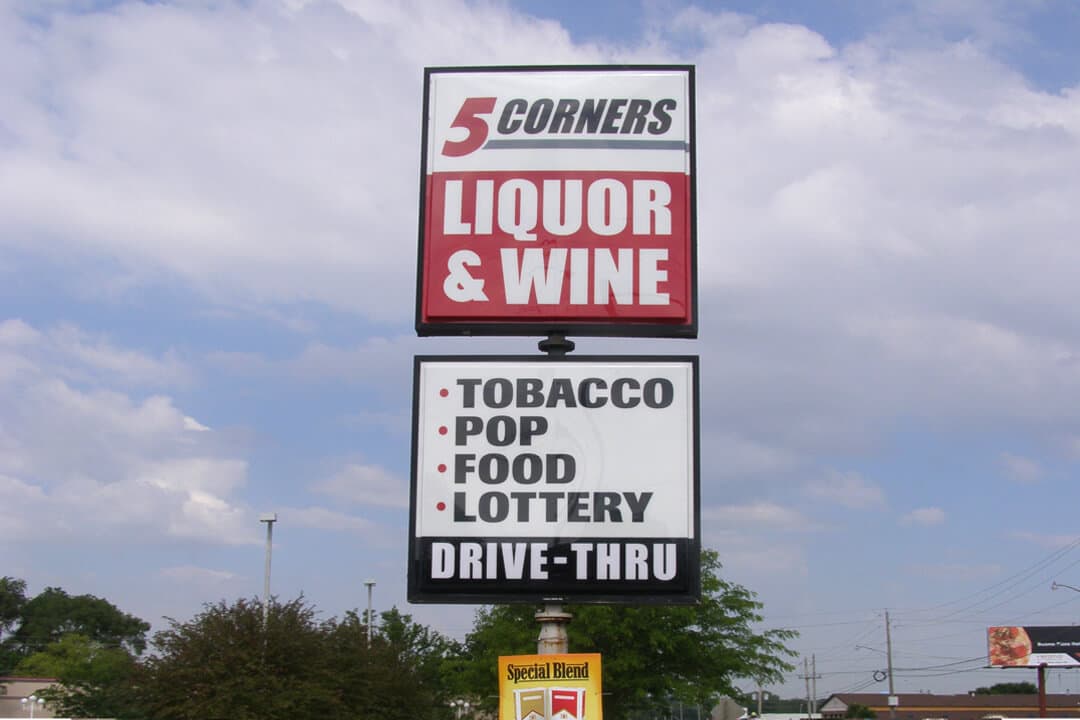 5 CORNERS
LIQUOR
& WINE
• TOBACCO
• POP
• FOOD
• LOTTERY
DRIVE-THRU
Special Blend